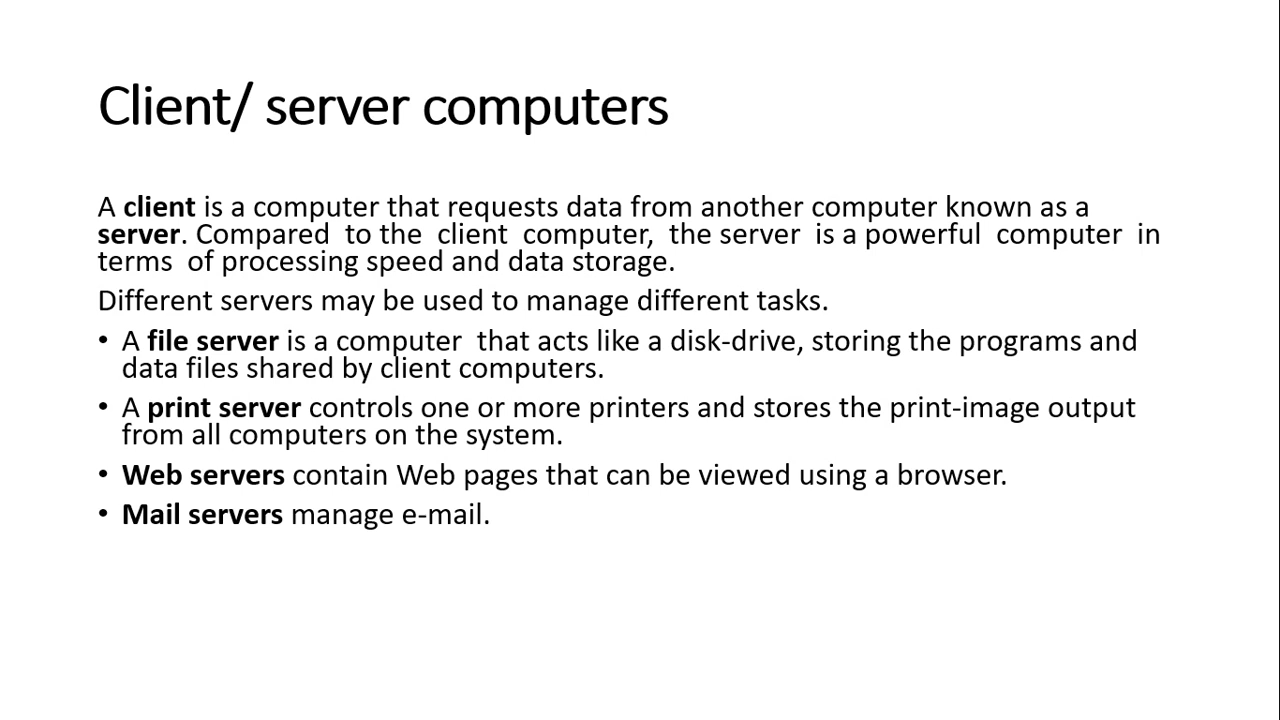 Client/ server computers
A client is a computer that requests data from another computer known as a
server. Compared  to the  client  computer,  the server  is a powerful  computer  in
terms  of processing speed and data storage.
Different servers may be used to manage different tasks.
• A file server is a computer  that acts like a disk-drive, storing the programs and
data files shared by client computers.
• A print server controls one or more printers and stores the print-image output
from all computers on the system.
• Web servers contain Web pages that can be viewed using a browser.
• Mail servers manage e-mail.